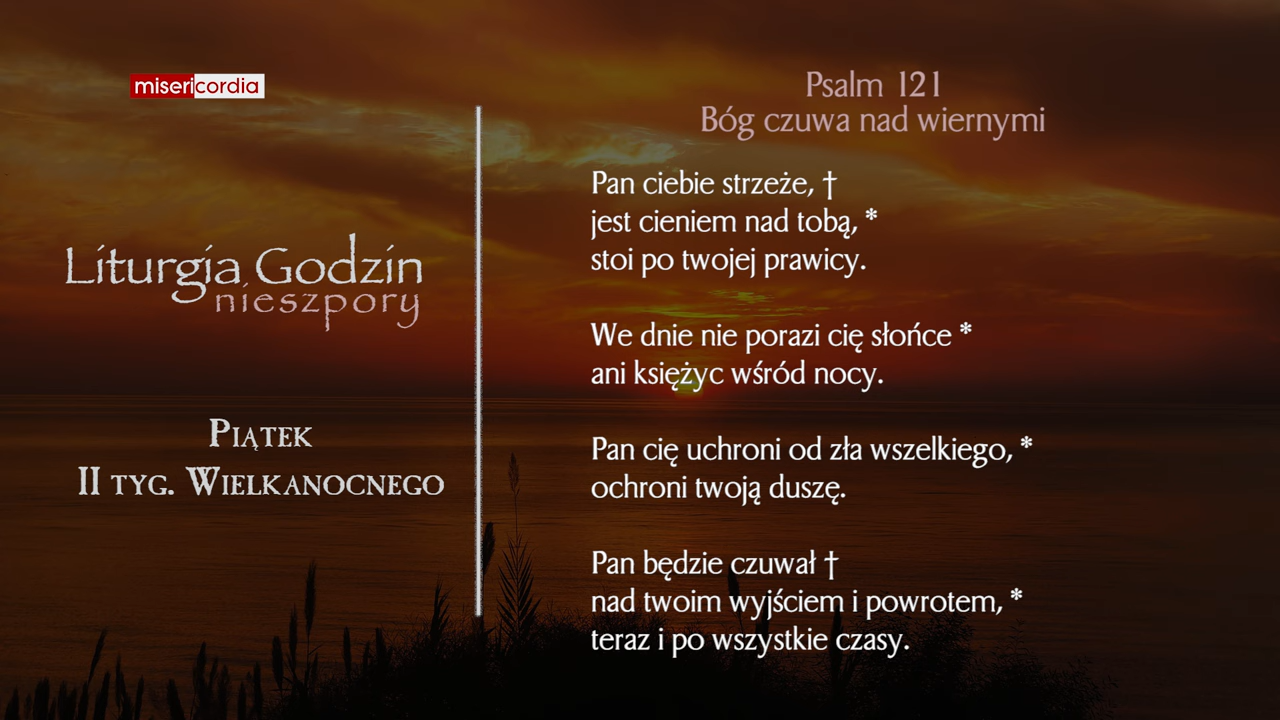 misericordia
Liturgia Godzin
nieszpory
Piątek
II tyg. Wielkanocnego
Psalm 121
Bóg czuwa nad wiernymi
Pan ciebie strzeże, †
jest cieniem nad tobą, *
stoi po twojej prawicy.
We dnie nie porazi cię słońce *
ani księżyc wśród nocy.
Pan cię uchroni od zła wszelkiego, *
ochroni twoją duszę.
Pan będzie czuwał †
nad twoim wyjściem i powrotem, *
teraz i po wszystkie czasy.